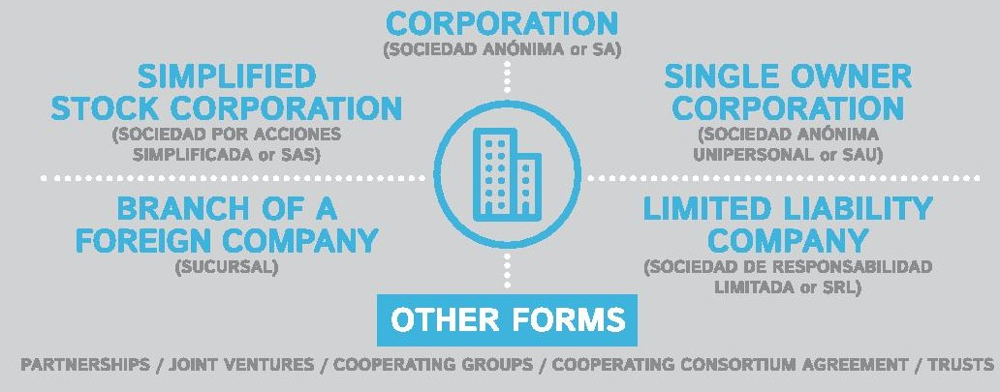 CORPORATION
(SOCIEDAD ANÓNIMA or SA)
SIMPLIFIED
STOCK CORPORATION
(SOCIEDAD POR ACCIONES
SIMPLIFICADA or SAS)
SINGLE OWNER
CORPORATION
(SOCIEDAD ANÓNIMA
UNIPERSONAL or SAU)
BRANCH OF A
FOREIGN COMPANY
(SUCURSAL)
LIMITED LIABILITY
COMPANY
(SOCIEDAD DE RESPONSABILIDAD
LIMITADA or SRL)
OTHER FORMS
PARTNERSHIPS / JOINT VENTURES / COOPERATING GROUPS / COOPERATING CONSORTIUM AGREEMENT / TRUSTS